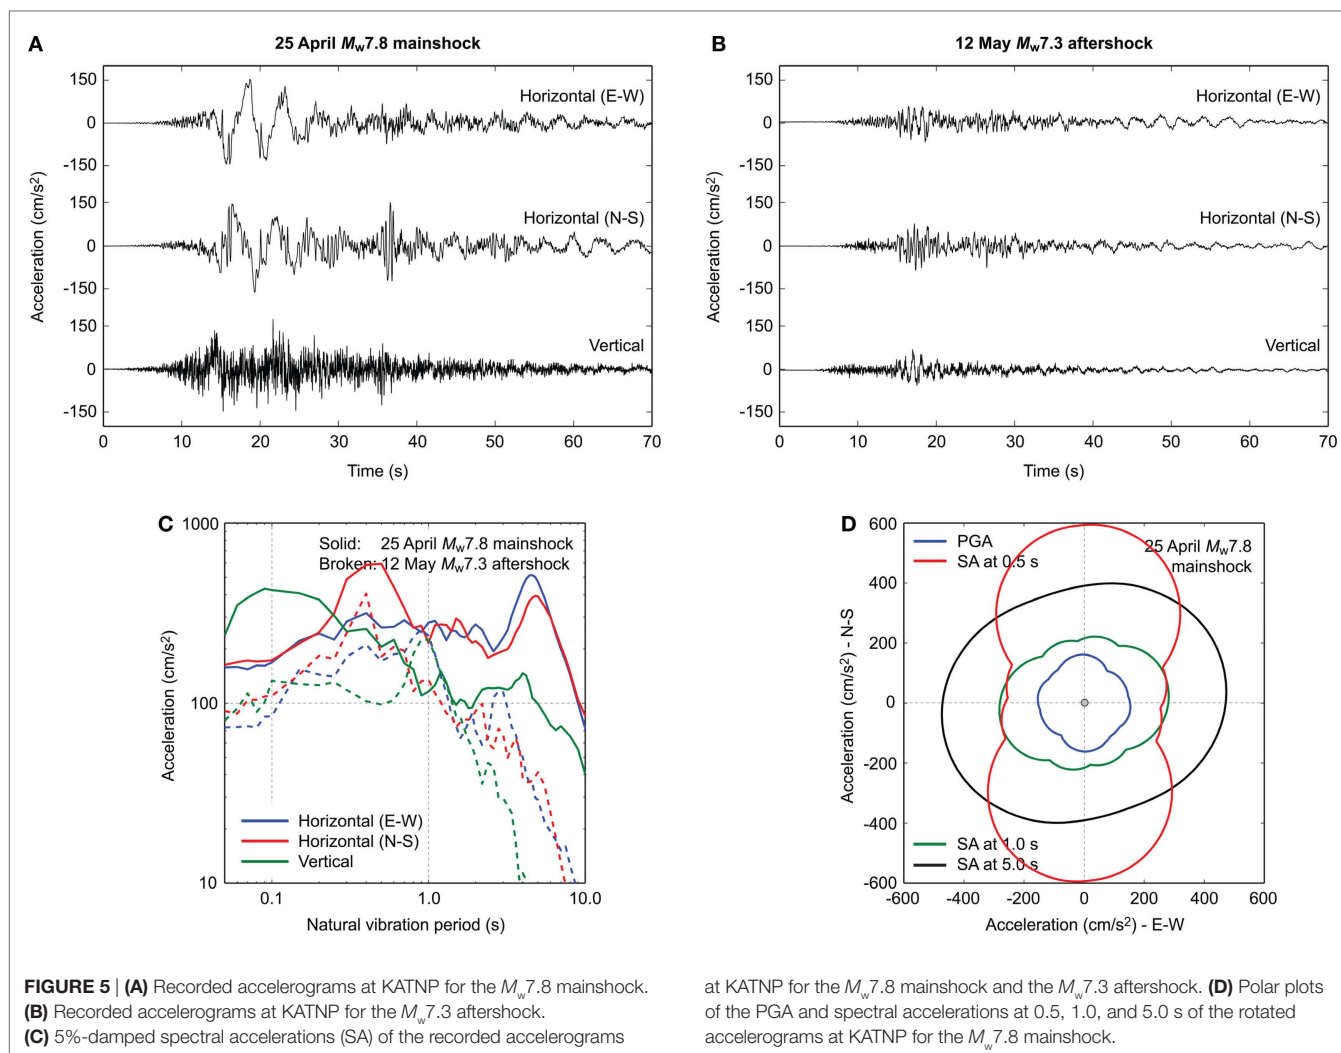 A
25 April Mw7.8 mainshock
150
0
-150
150
0
-150
150
0
-150
Acceleration (cm/s²)
Horizontal (E-W)
Horizontal (N-S)
Vertical
0 10 20 30 40 50 60 70
Time (s)
B
12 May Mw7.3 aftershock
150
0
-150
150
0
-150
150
0
-150
Acceleration (cm/s²)
Horizontal (E-W)
Horizontal (N-S)
Vertical
0 10 20 30 40 50 60 70
Time (s)
C
1000
100
10
Acceleration (cm/s²)
Solid: 25 April Mw7.8 mainshock
Broken: 12 May Mw7.3 aftershock
Horizontal (E-W)
Horizontal (N-S)
Vertical
0.1 1.0 10.0
Natural vibration period (s)
D
600
400
200
0
-200
-400
-600
Acceleration (cm/s²) - N-S
PGA
SA at 0.5 s
25 April Mw7.8
mainshock
SA at 1.0 s
SA at 5.0 s
-600 -400 -200 0 200 400 600
Acceleration (cm/s²) - E-W
FIGURE 5 | (A) Recorded accelerograms at KATNP for the Mw7.8 mainshock.
(B) Recorded accelerograms at KATNP for the Mw7.3 aftershock.
(C) 5%-damped spectral accelerations (SA) of the recorded accelerograms
at KATNP for the Mw7.8 mainshock and the Mw7.3 aftershock. (D) Polar plots
of the PGA and spectral accelerations at 0.5, 1.0, and 5.0 s of the rotated
accelerograms at KATNP for the Mw7.8 mainshock.